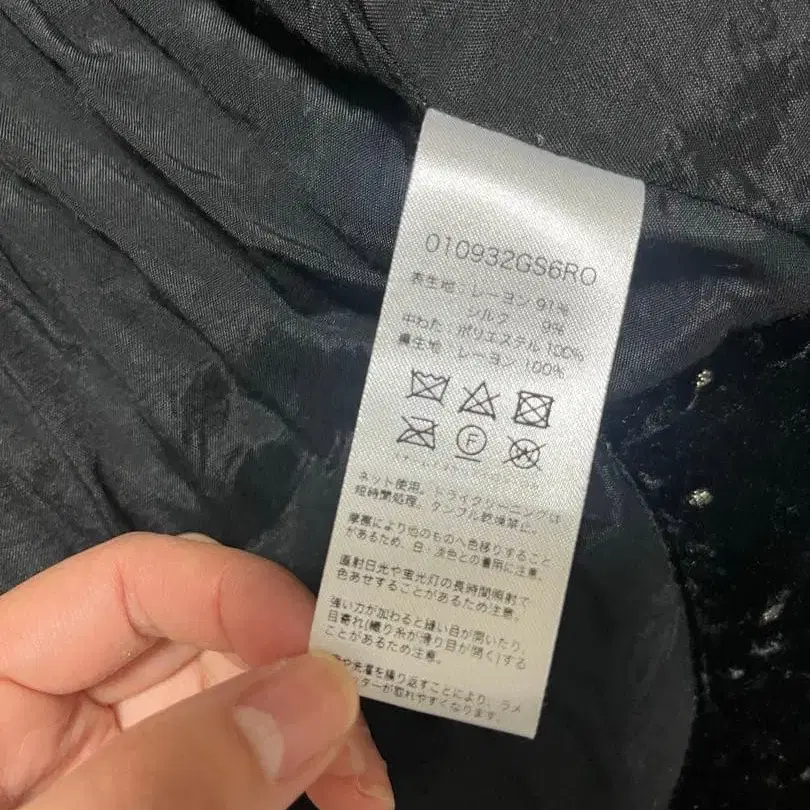 010932GS6RO
表生地：レーヨン 91%
シルク 9%
中わた：ポリエステル 100%
裏生地：レーヨン 100%
F
ネット使用。ドライクリーニングは
短時間処理。タンブル乾燥禁止。
摩擦により他のものへ色移りすること
があるため、白・淡色との着用に注意。
直射日光や蛍光灯の長時間照射で
色あせすることがあるため注意。
強い力が加わると縫い目が開いたり、
目寄れ(織り糸が滑り目が開く)する
ことがあるため注意。
や洗濯を繰り返すことにより、ラメ
ターが取れやすくなります。